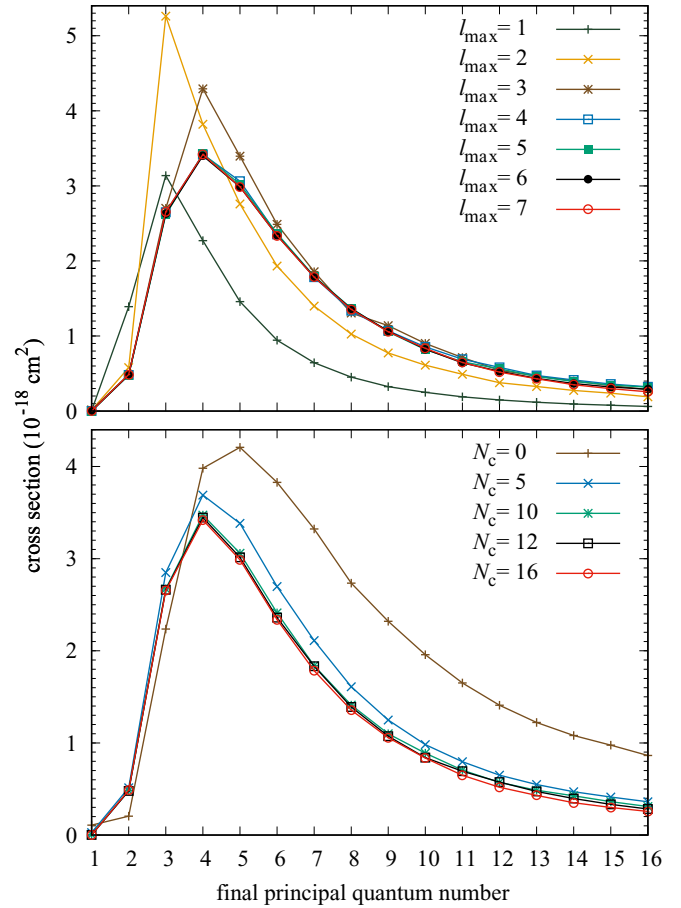 5
4
3
2
1
0
l_max= 1
l_max= 2
l_max= 3
l_max= 4
l_max= 5
l_max= 6
l_max= 7
cross section (10^-18 cm^2)
4
3
2
1
0
N_c= 0
N_c= 5
N_c= 10
N_c= 12
N_c= 16
1 2 3 4 5 6 7 8 9 10 11 12 13 14 15 16
final principal quantum number